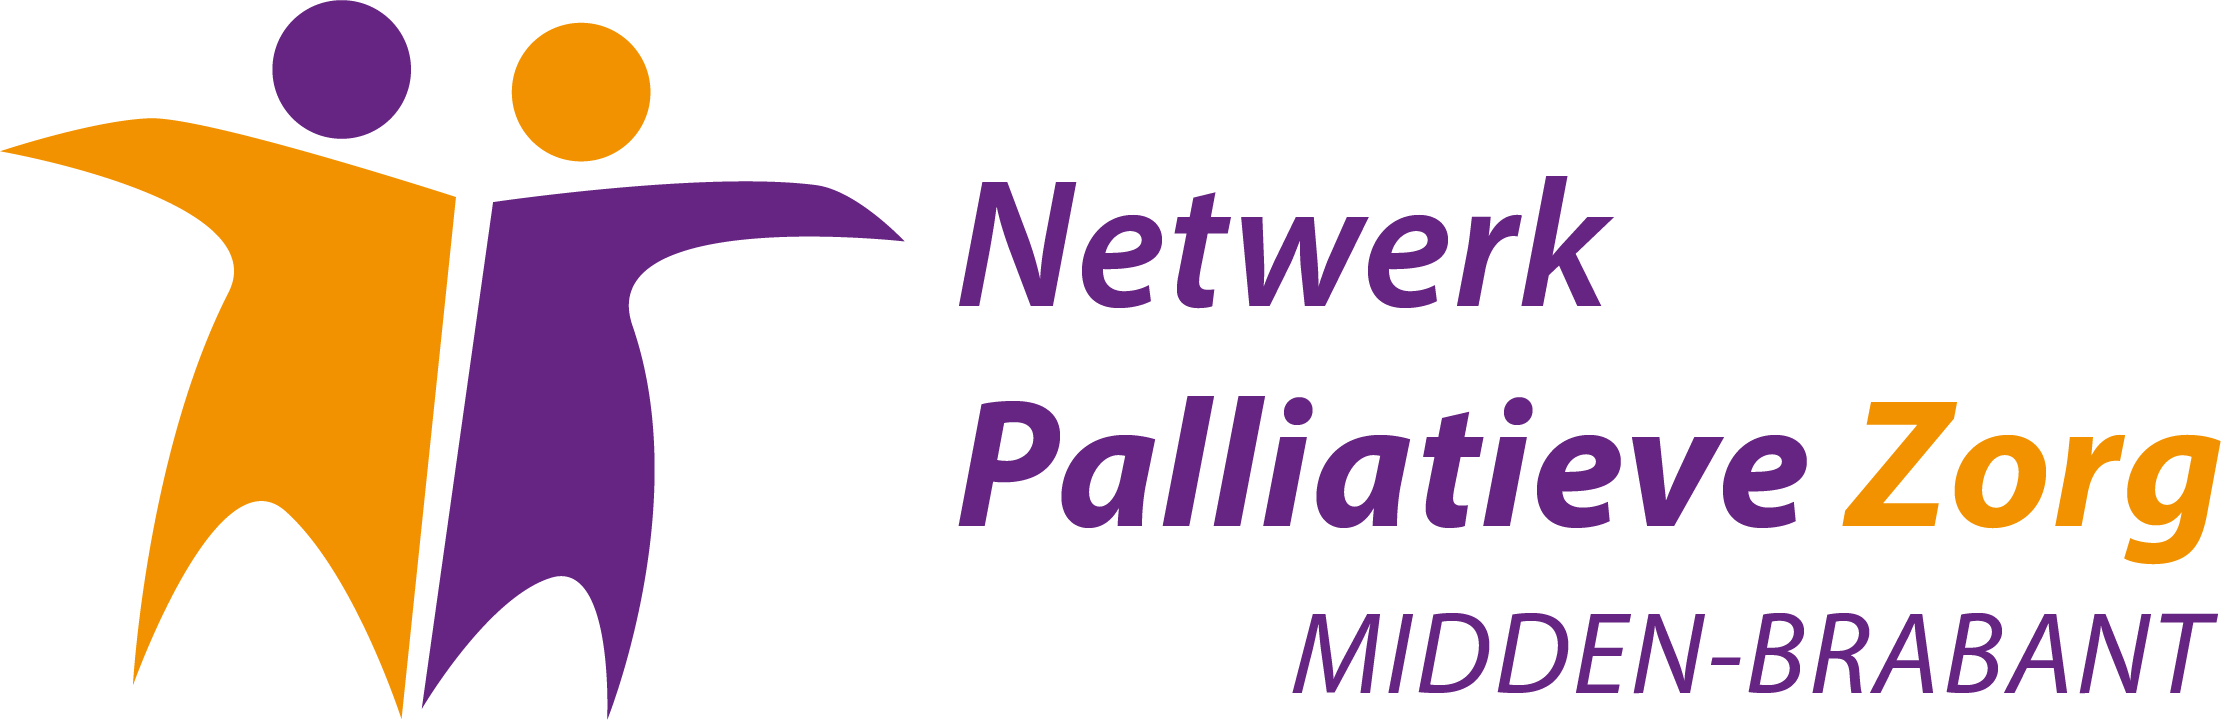 Netwerk
Palliatieve Zorg
MIDDEN-BRABANT